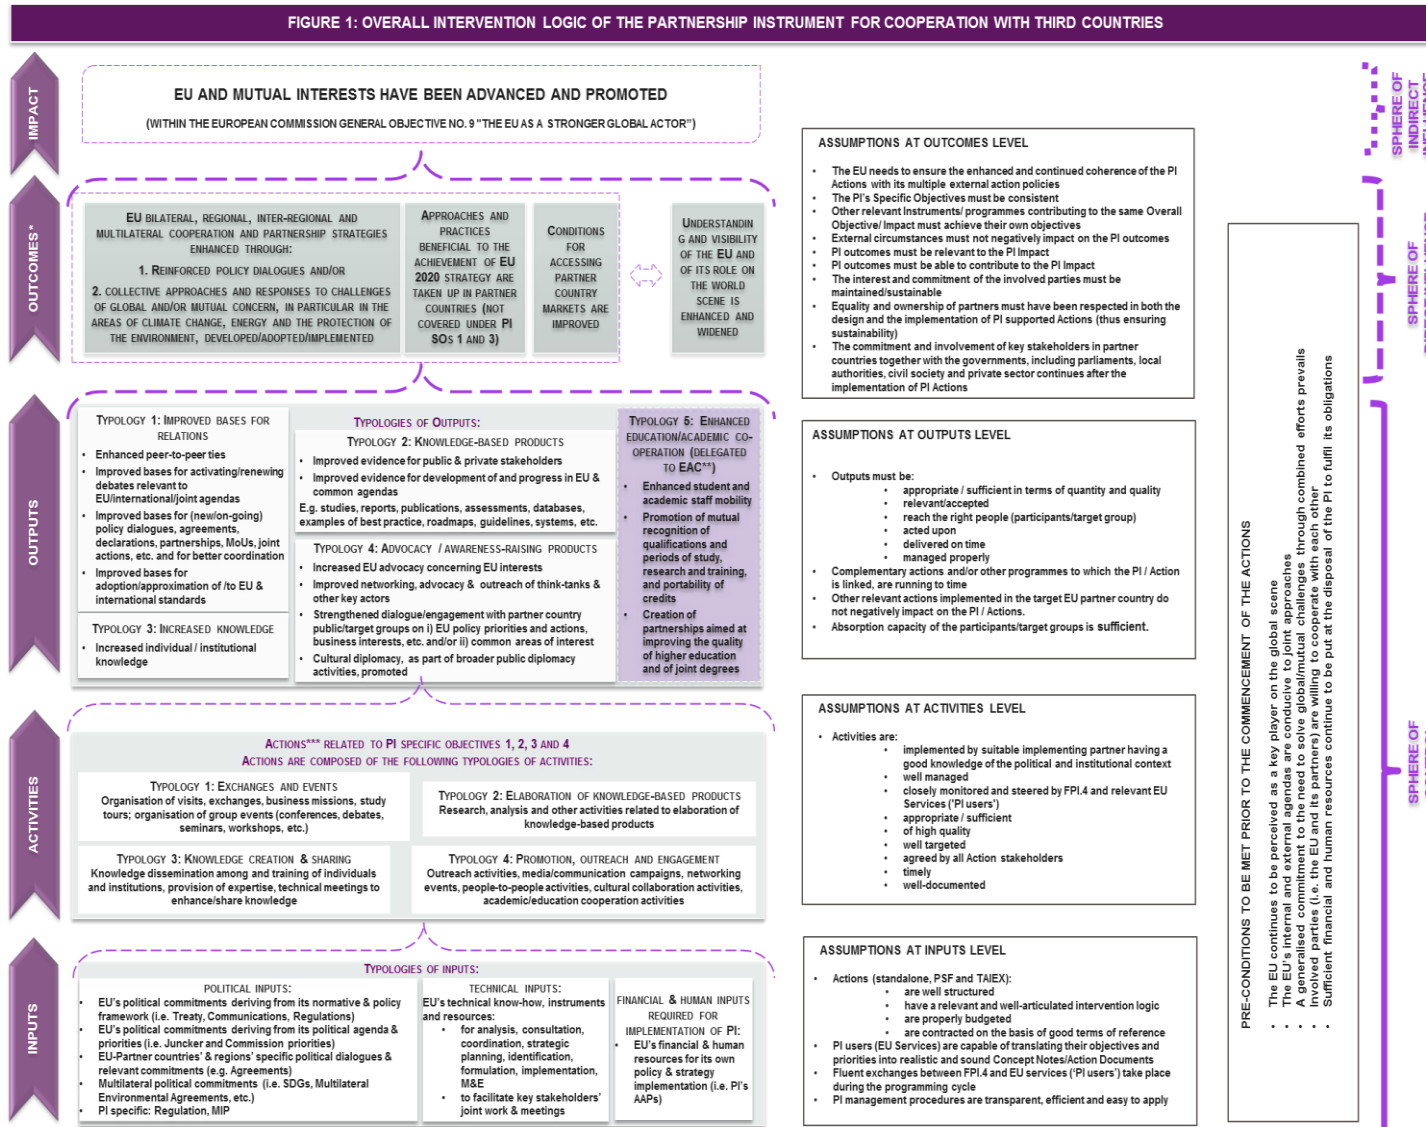 FIGURE 1: OVERALL INTERVENTION LOGIC OF THE PARTNERSHIP INSTRUMENT FOR COOPERATION WITH THIRD COUNTRIES
IMPACT
EU AND MUTUAL INTERESTS HAVE BEEN ADVANCED AND PROMOTED
(WITHIN THE EUROPEAN COMMISSION GENERAL OBJECTIVE NO. 9 "THE EU AS A STRONGER GLOBAL ACTOR")
OUTCOMES*
EU BILATERAL, REGIONAL, INTER-REGIONAL AND
MULTILATERAL COOPERATION AND PARTNERSHIP STRATEGIES
ENHANCED THROUGH:
1. REINFORCED POLICY DIALOGUES AND/OR
2. COLLECTIVE APPROACHES AND RESPONSES TO CHALLENGES
OF GLOBAL AND/OR MUTUAL CONCERN, IN PARTICULAR IN THE
AREAS OF CLIMATE CHANGE, ENERGY AND THE PROTECTION OF
THE ENVIRONMENT, DEVELOPED/ADOPTED/IMPLEMENTED
APPROACHES AND
PRACTICES
BENEFICIAL TO THE
ACHIEVEMENT OF EU
2020 STRATEGY ARE
TAKEN UP IN PARTNER
COUNTRIES (NOT
COVERED UNDER PI
SOS 1 AND 3)
CONDITIONS
FOR
ACCESSING
PARTNER
COUNTRY
MARKETS ARE
IMPROVED
UNDERSTANDIN
G AND VISIBILITY
OF THE EU AND
OF ITS ROLE ON
THE WORLD
SCENE IS
ENHANCED AND
WIDENED
OUTPUTS
TYPOLOGIES OF OUTPUTS:
TYPOLOGY 1: IMPROVED BASES FOR
RELATIONS
• Enhanced peer-to-peer ties
• Improved bases for activating/renewing
debates relevant to
EU/international/joint agendas
• Improved bases for (new/on-going)
policy dialogues, agreements,
declarations, partnerships, MoUs, joint
actions, etc. and for better coordination
• Improved bases for
adoption/approximation of /to EU &
international standards
TYPOLOGY 3: INCREASED KNOWLEDGE
• Increased individual / institutional
knowledge
TYPOLOGY 2: KNOWLEDGE-BASED PRODUCTS
• Improved evidence for public & private stakeholders
• Improved evidence for development of and progress in EU &
common agendas
E.g. studies, reports, publications, assessments, databases,
examples of best practice, roadmaps, guidelines, systems, etc.
TYPOLOGY 4: ADVOCACY / AWARENESS-RAISING PRODUCTS
• Increased EU advocacy concerning EU interests
• Improved networking, advocacy & outreach of think-tanks &
other key actors
• Strengthened dialogue/engagement with partner country
public/target groups on i) EU policy priorities and actions,
business interests, etc. and/or ii) common areas of interest
• Cultural diplomacy, as part of broader public diplomacy
activities, promoted
TYPOLOGY 5: ENHANCED
EDUCATION/ACADEMIC CO-
OPERATION (DELEGATED
TO EAC**)
• Enhanced student and
academic staff mobility
• Promotion of mutual
recognition of
qualifications and
periods of study,
research and training,
and portability of
credits
• Creation of
partnerships aimed at
improving the quality
of higher education
and of joint degrees
ACTIVITIES
ACTIONS*** RELATED TO PI SPECIFIC OBJECTIVES 1, 2, 3 AND 4
ACTIONS ARE COMPOSED OF THE FOLLOWING TYPOLOGIES OF ACTIVITIES:
TYPOLOGY 1: EXCHANGES AND EVENTS
Organisation of visits, exchanges, business missions, study
tours; organisation of group events (conferences, debates,
seminars, workshops, etc.)
TYPOLOGY 2: ELABORATION OF KNOWLEDGE-BASED PRODUCTS
Research, analysis and other activities related to elaboration of
knowledge-based products
TYPOLOGY 3: KNOWLEDGE CREATION & SHARING
Knowledge dissemination among and training of individuals
and institutions, provision of expertise, technical meetings to
enhance/share knowledge
TYPOLOGY 4: PROMOTION, OUTREACH AND ENGAGEMENT
Outreach activities, media/communication campaigns, networking
events, people-to-people activities, cultural collaboration activities,
academic/education cooperation activities
INPUTS
TYPOLOGIES OF INPUTS:
POLITICAL INPUTS:
• EU's political commitments deriving from its normative & policy
framework (i.e. Treaty, Communications, Regulations)
• EU's political commitments deriving from its political agenda &
priorities (i.e. Juncker and Commission priorities)
• EU-Partner countries' & regions' specific political dialogues &
relevant commitments (e.g. Agreements)
• Multilateral political commitments (i.e. SDGs, Multilateral
Environmental Agreements, etc.)
• PI specific: Regulation, MIP
TECHNICAL INPUTS:
EU's technical know-how, instruments
and resources:
• for analysis, consultation,
coordination, strategic
planning, identification,
formulation, implementation,
M&E
• to facilitate key stakeholders'
joint work & meetings
FINANCIAL & HUMAN INPUTS
REQUIRED FOR
IMPLEMENTATION OF PI:
• EU's financial & human
resources for its own
policy & strategy
implementation (i.e. PI's
AAPs)
ASSUMPTIONS AT OUTCOMES LEVEL
• The EU needs to ensure the enhanced and continued coherence of the PI
Actions with its multiple external action policies
• The PI's Specific Objectives must be consistent
• Other relevant Instruments/ programmes contributing to the same Overall
Objective/ Impact must achieve their own objectives
• External circumstances must not negatively impact on the PI outcomes
• PI outcomes must be relevant to the PI Impact
• PI outcomes must be able to contribute to the PI Impact
• The interest and commitment of the involved parties must be
maintained/sustainable
• Equality and ownership of partners must have been respected in both the
design and the implementation of PI supported Actions (thus ensuring
sustainability)
• The commitment and involvement of key stakeholders in partner
countries together with the governments, including parliaments, local
authorities, civil society and private sector continues after the
implementation of PI Actions
ASSUMPTIONS AT OUTPUTS LEVEL
• Outputs must be:
• appropriate / sufficient in terms of quantity and quality
• relevant/accepted
• reach the right people (participants/target group)
• acted upon
• delivered on time
• managed properly
• Complementary actions and/or other programmes to which the PI / Action
is linked, are running to time
• Other relevant actions implemented in the target EU partner country do
not negatively impact on the PI / Actions.
• Absorption capacity of the participants/target groups is sufficient.
ASSUMPTIONS AT ACTIVITIES LEVEL
• Activities are:
• implemented by suitable implementing partner having a
good knowledge of the political and institutional context
• well managed
• closely monitored and steered by FPI.4 and relevant EU
Services ('PI users')
• appropriate / sufficient
• of high quality
• well targeted
• agreed by all Action stakeholders
• timely
• well-documented
ASSUMPTIONS AT INPUTS LEVEL
• Actions (standalone, PSF and TAIEX):
• are well structured
• have a relevant and well-articulated intervention logic
• are properly budgeted
• are contracted on the basis of good terms of reference
• PI users (EU Services) are capable of translating their objectives and
priorities into realistic and sound Concept Notes/Action Documents
• Fluent exchanges between FPI.4 and EU services ('PI users') take place
during the programming cycle
• PI management procedures are transparent, efficient and easy to apply
PRE-CONDITIONS TO BE MET PRIOR TO THE COMMENCEMENT OF THE ACTIONS
• The EU continues to be perceived as a key player on the global scene
• The EU's internal and external agendas are conducive to joint approaches
• A generalised commitment to the need to solve global/mutual challenges through combined efforts prevails
• Involved parties (i.e. the EU and its partners) are willing to cooperate with each other
• Sufficient financial and human resources continue to be put at the disposal of the PI to fulfil its obligations
SPHERE OF
INDIRECT
SPHERE OF
SPHERE OF